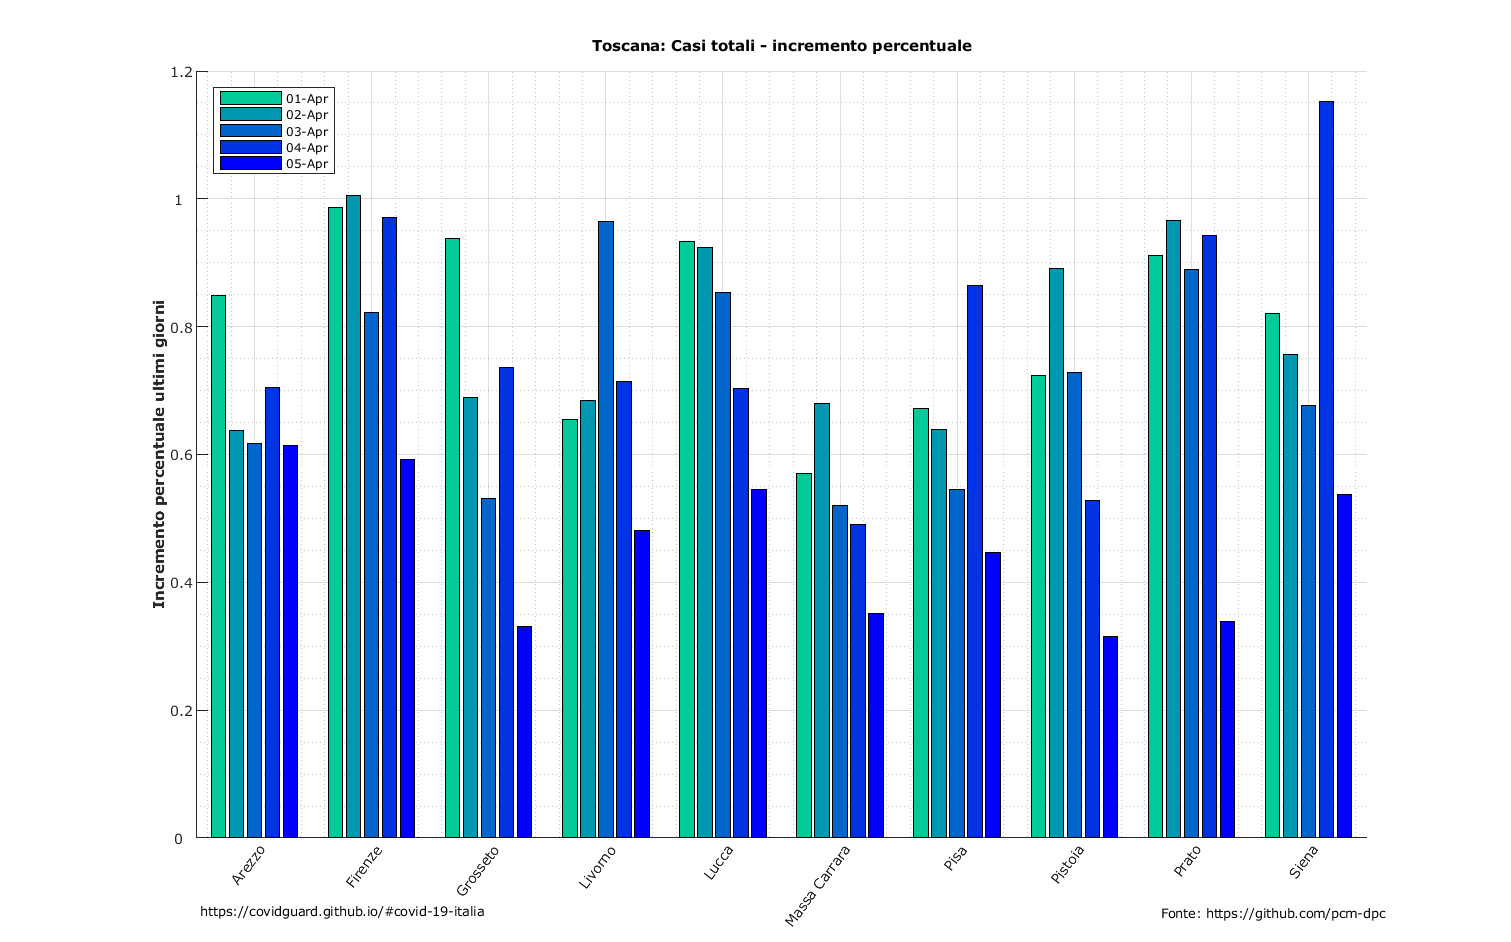 Toscana: Casi totali - incremento percentuale
Incremento percentuale ultimi giorni
1.2
1
0.8
0.6
0.4
0.2
0
01-Apr
02-Apr
03-Apr
04-Apr
05-Apr
Arezzo
Firenze
Grosseto
Livorno
Lucca
Massa Carrara
Pisa
Pistoia
Prato
Siena
https://covidguard.github.io/#covid-19-italia
Fonte: https://github.com/pcm-dpc